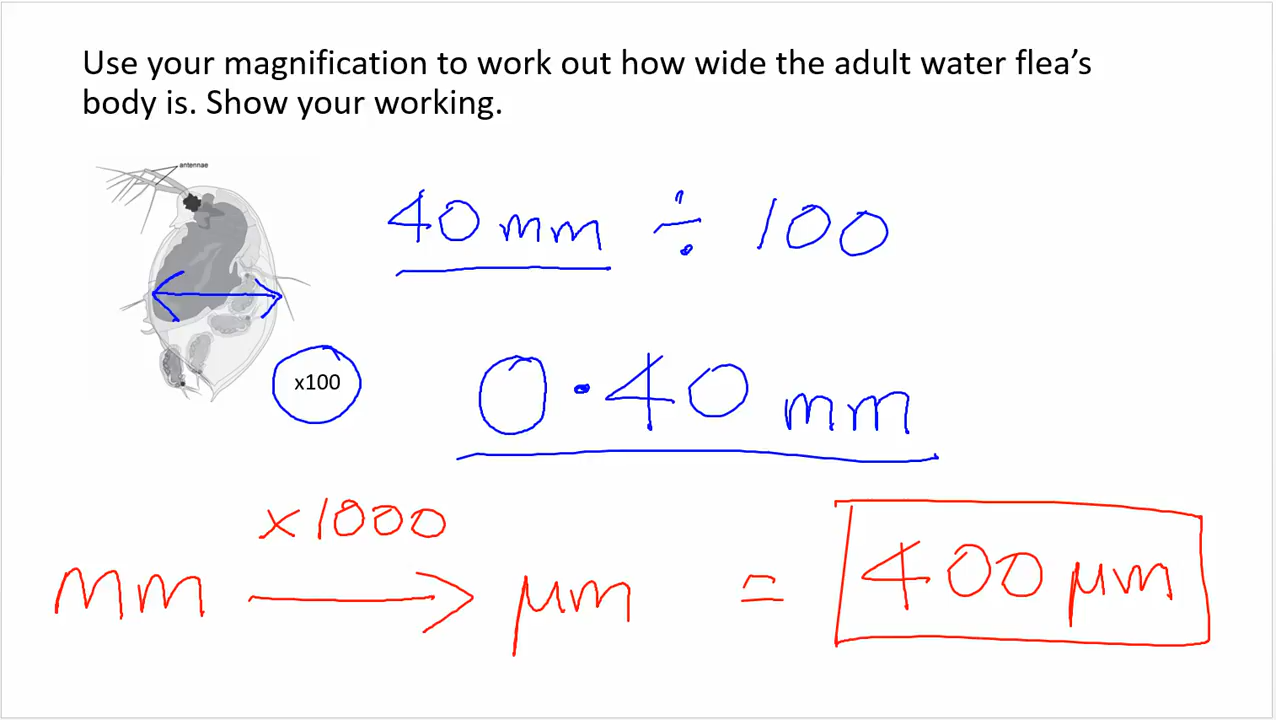 Use your magnification to work out how wide the adult water flea's
body is. Show your working.
antennae
40 mm ÷ 100
x100
0·40 mm
x1000
mm → μm = 400 μm